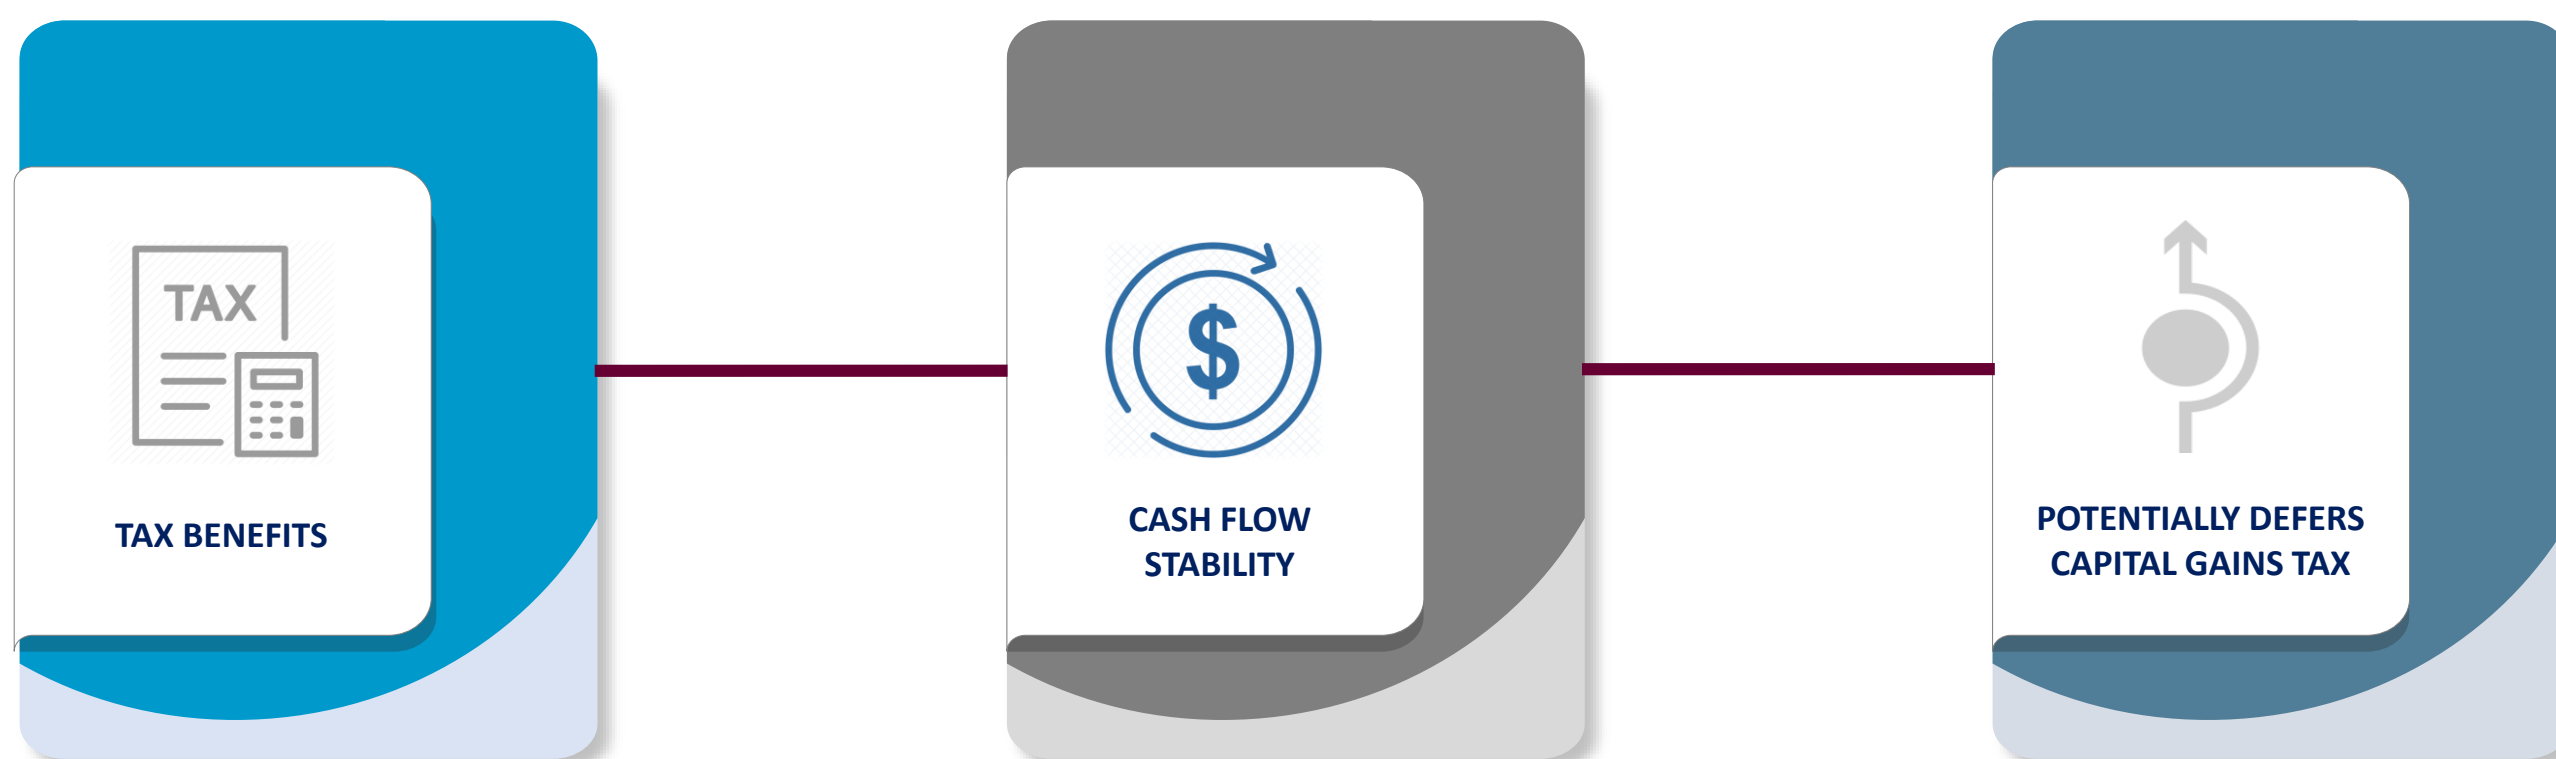 TAX
TAX BENEFITS
$
CASH FLOW
STABILITY
POTENTIALLY DEFERS
CAPITAL GAINS TAX